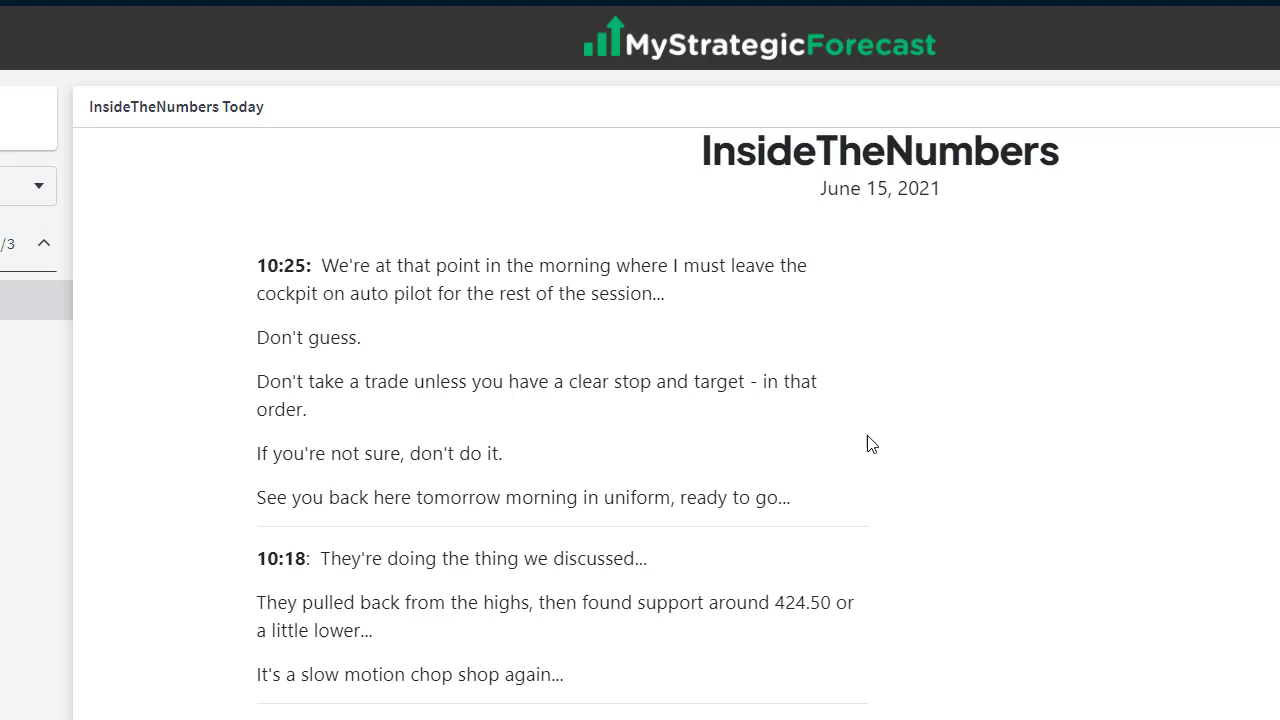 MyStrategicForecast
InsideTheNumbers Today
InsideTheNumbers
June 15, 2021
/3
10:25:  We're at that point in the morning where I must leave the
cockpit on auto pilot for the rest of the session...
Don't guess.
Don't take a trade unless you have a clear stop and target - in that
order.
If you're not sure, don't do it.
See you back here tomorrow morning in uniform, ready to go...
10:18:  They're doing the thing we discussed...
They pulled back from the highs, then found support around 424.50 or
a little lower...
It's a slow motion chop shop again...